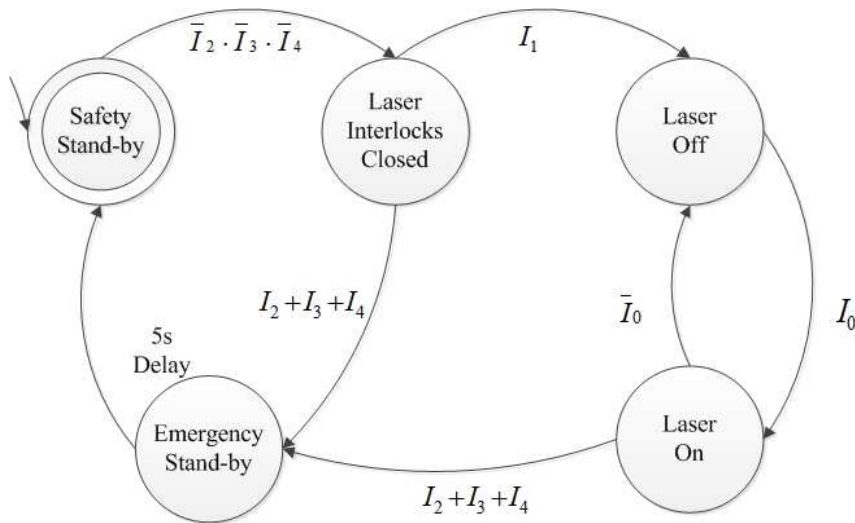 Ī₂ · Ī₃ · Ī₄
I₁
Safety
Stand-by
Laser
Interlocks
Closed
Laser
Off
I₂+I₃+I₄
Ī₀
I₀
5s
Delay
Emergency
Stand-by
Laser
On
I₂+I₃+I₄